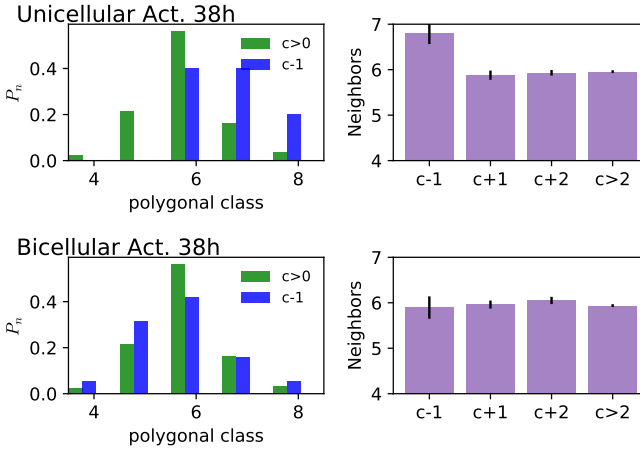 Unicellular Act. 38h
c>0
c-1
0.4
0.2
0.0
P_n
4 6 8
polygonal class
7
6
5
4
Neighbors
c-1 c+1 c+2 c>2
Bicellular Act. 38h
c>0
c-1
0.4
0.2
0.0
P_n
4 6 8
polygonal class
7
6
5
4
Neighbors
c-1 c+1 c+2 c>2